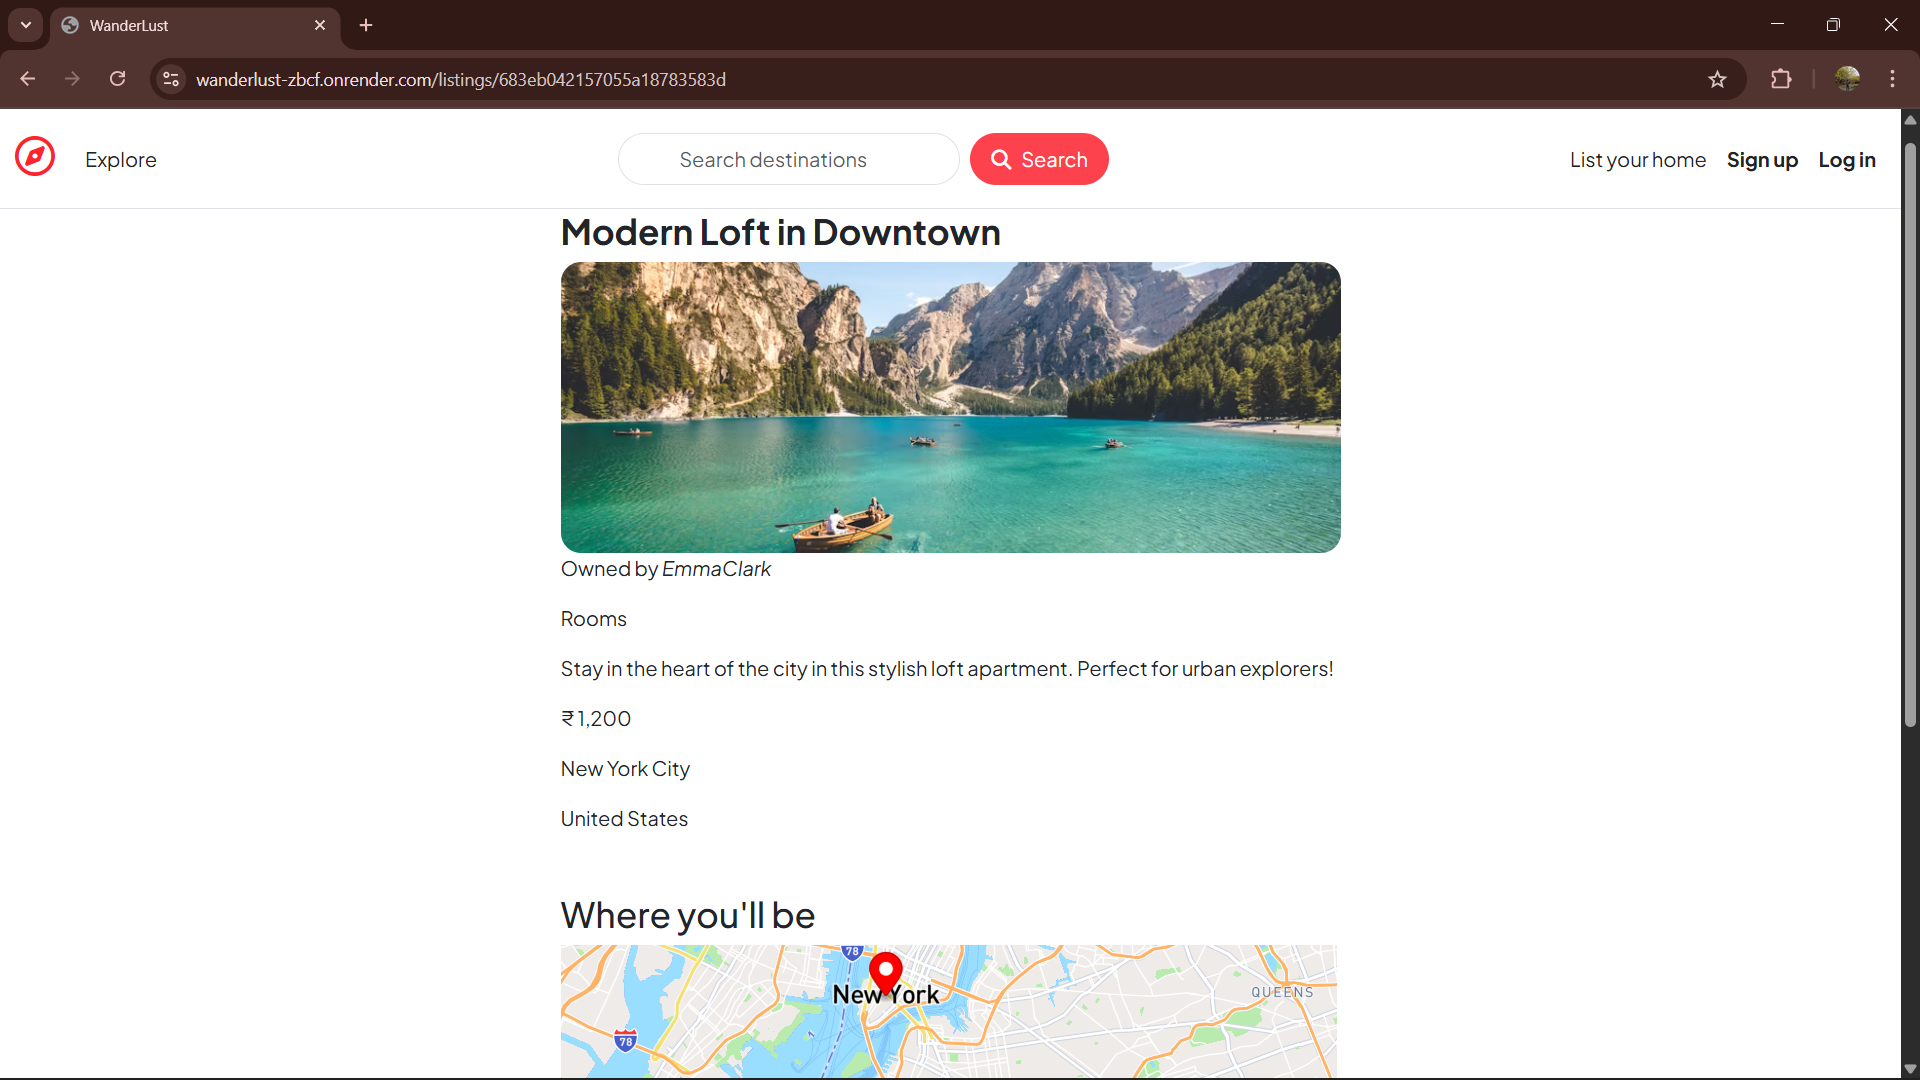 WanderLust
wanderlust-zbcf.onrender.com/listings/683eb042157055a18783583d
Explore
Search destinations
Search
List your home
Sign up
Log in
Modern Loft in Downtown
Owned by EmmaClark
Rooms
Stay in the heart of the city in this stylish loft apartment. Perfect for urban explorers!
₹1,200
New York City
United States
Where you'll be
78
New York
QUEENS
78